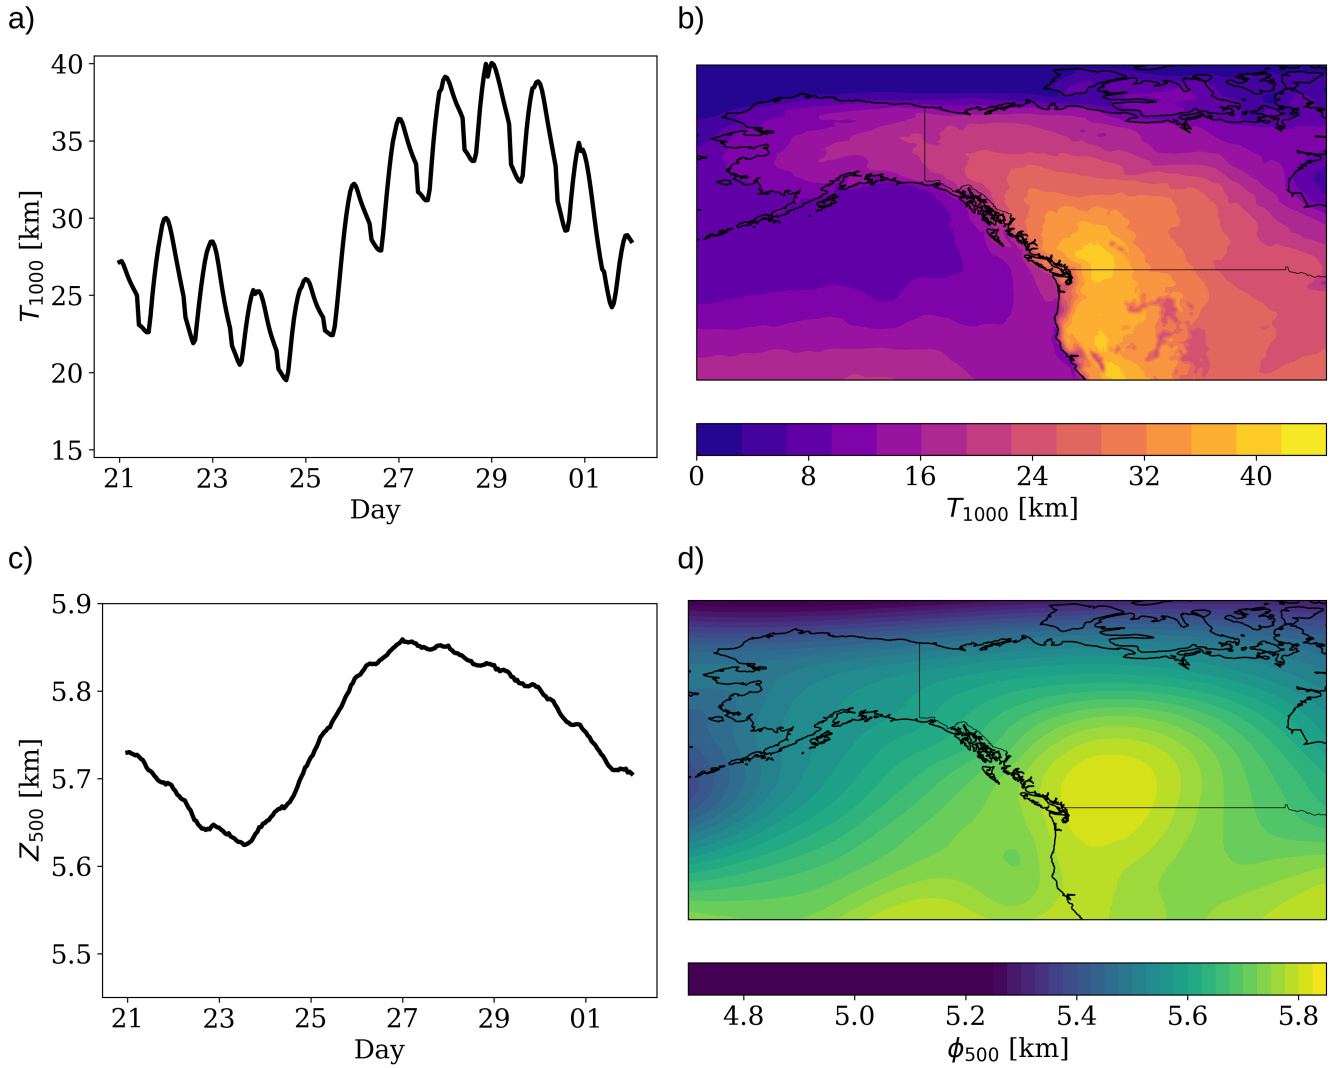 a)
40
35
30
25
20
15
T1000 [km]
21 23 25 27 29 01
Day
b)
0 8 16 24 32 40
T1000 [km]
c)
5.9
5.8
5.7
5.6
5.5
Z500 [km]
21 23 25 27 29 01
Day
d)
4.8 5.0 5.2 5.4 5.6 5.8
ϕ500 [km]